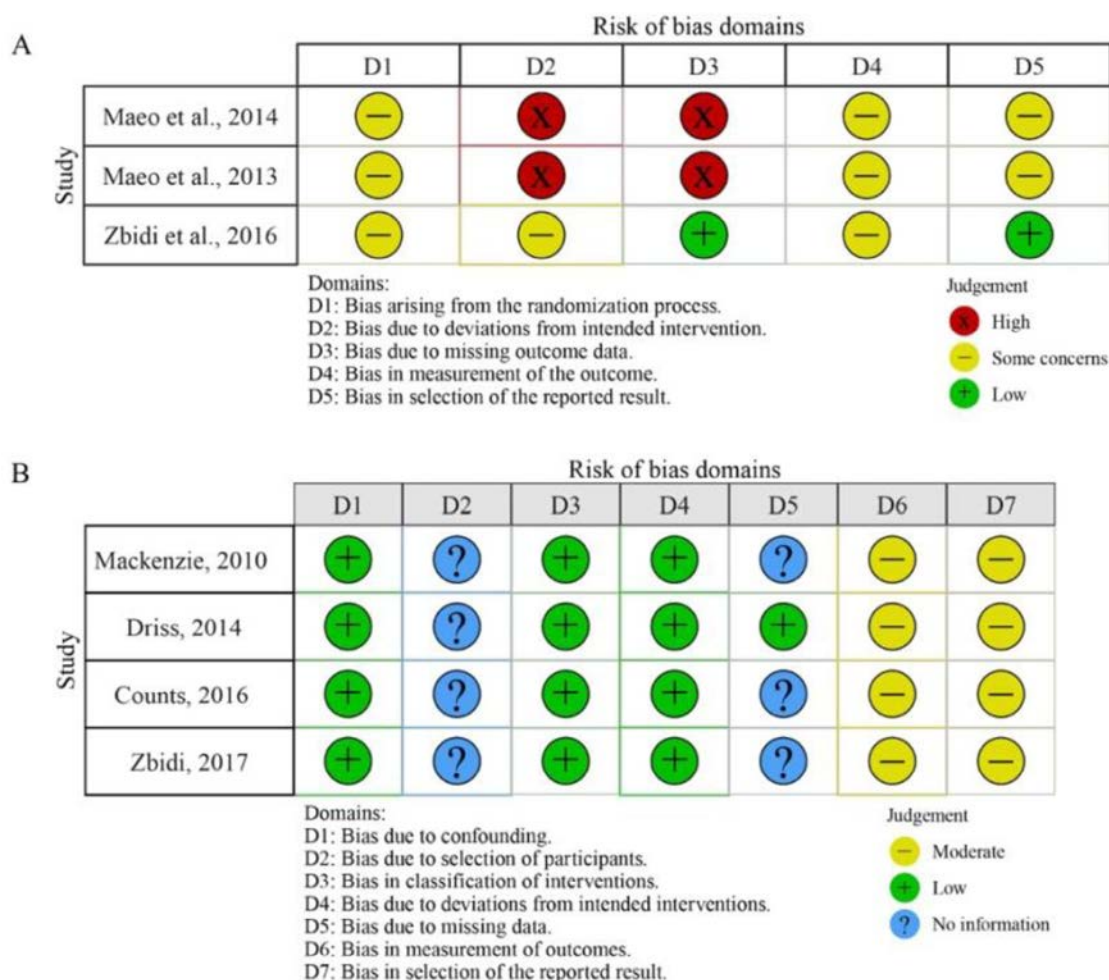 A
Risk of bias domains
D1 D2 D3 D4 D5
Study
Maeo et al., 2014 − X X − −
Maeo et al., 2013 − X X − −
Zbidi et al., 2016 − − + − +
Domains:
D1: Bias arising from the randomization process.
D2: Bias due to deviations from intended intervention.
D3: Bias due to missing outcome data.
D4: Bias in measurement of the outcome.
D5: Bias in selection of the reported result.
Judgement
X High
− Some concerns
+ Low
B
Risk of bias domains
D1 D2 D3 D4 D5 D6 D7
Study
Mackenzie, 2010 + ? + + ? − −
Driss, 2014 + ? + + + − −
Counts, 2016 + ? + + ? − −
Zbidi, 2017 + ? + + ? − −
Domains:
D1: Bias due to confounding.
D2: Bias due to selection of participants.
D3: Bias in classification of interventions.
D4: Bias due to deviations from intended interventions.
D5: Bias due to missing data.
D6: Bias in measurement of outcomes.
D7: Bias in selection of the reported result.
Judgement
− Moderate
+ Low
? No information